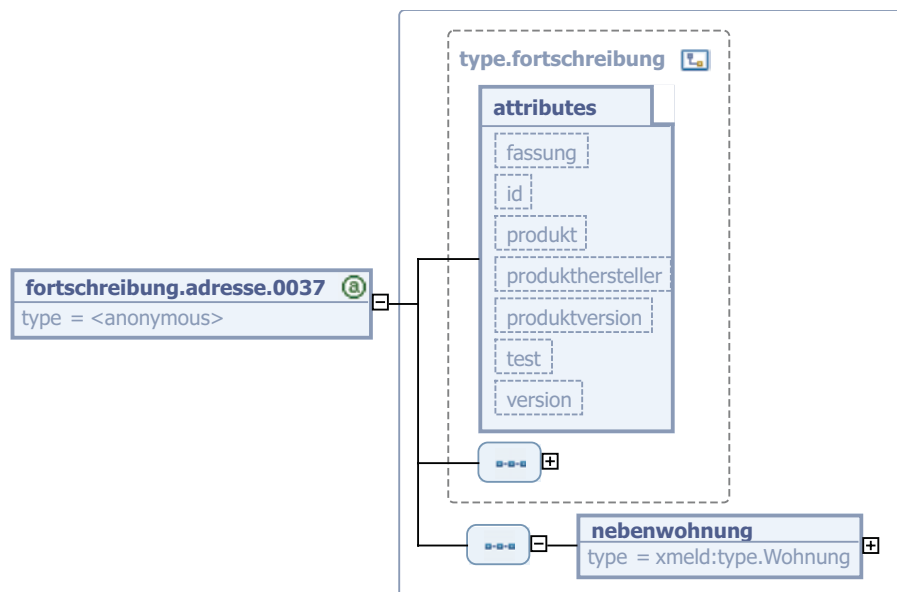 type.fortschreibung
attributes
fassung
id
produkt
produkthersteller
produktversion
test
version
fortschreibung.adresse.0037
type = <anonymous>
nebenwohnung
type = xmeld:type.Wohnung